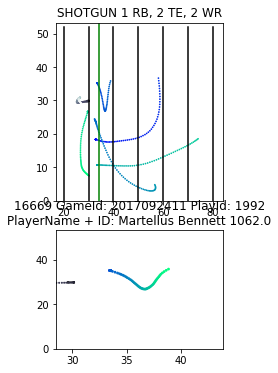 SHOTGUN 1 RB, 2 TE, 2 WR
50
40
30
20
10
0
20 40 60 80
16669 GameId: 2017092411 PlayId: 1992
PlayerName + ID: Martellus Bennett 1062.0
40
20
0
30 35 40